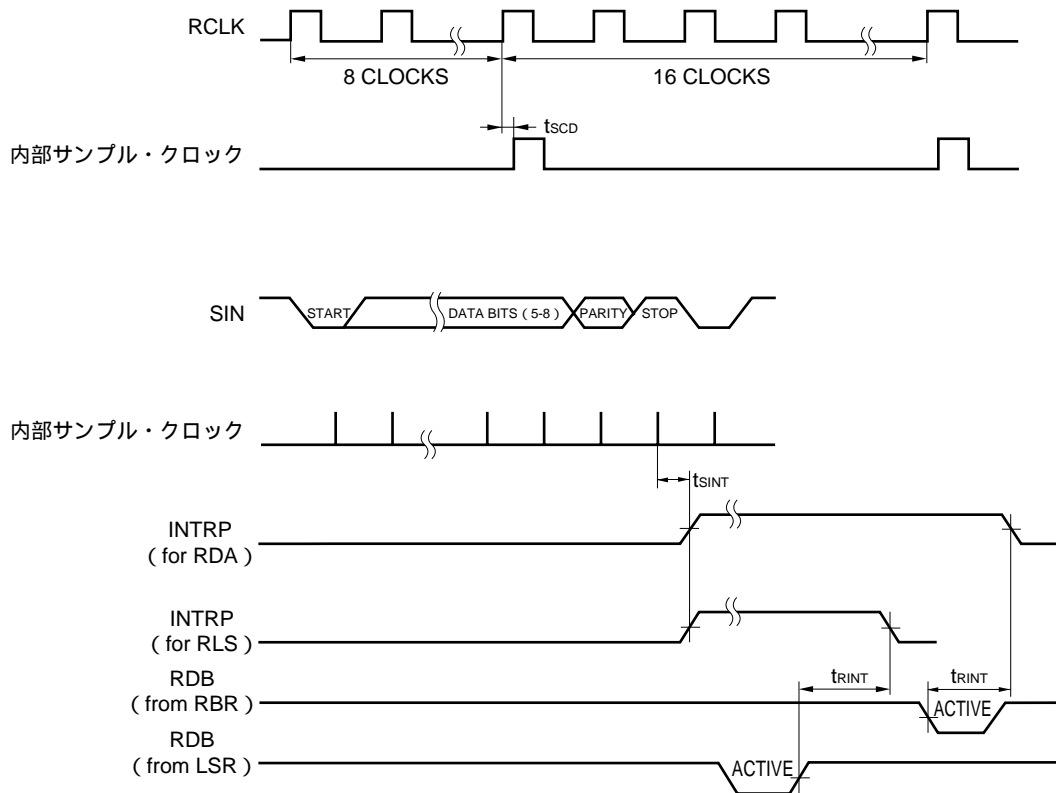 RCLK
8 CLOCKS
16 CLOCKS
tSCD
内部サンプル・クロック
SIN
START
DATA BITS ( 5-8 )
PARITY
STOP
内部サンプル・クロック
tSINT
INTRP
( for RDA )
INTRP
( for RLS )
tRINT
tRINT
RDB
( from RBR )
ACTIVE
RDB
( from LSR )
ACTIVE